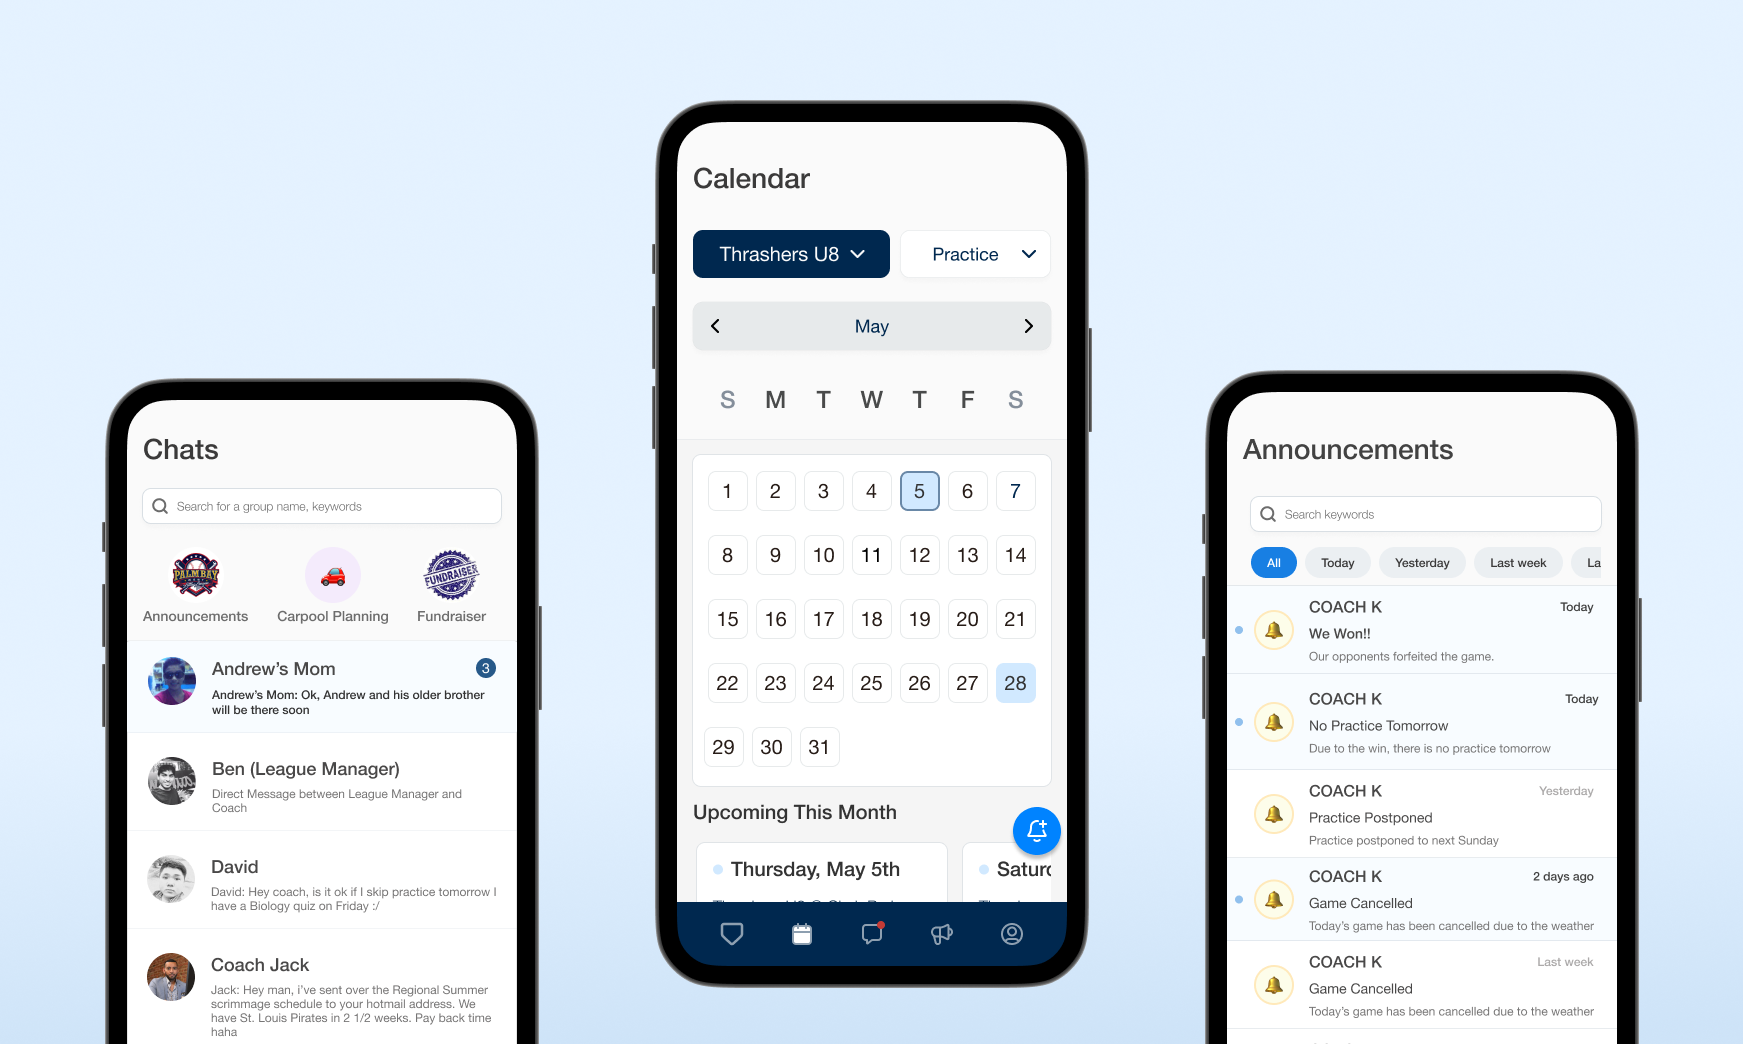 Chats
Search for a group name, keywords
PALM BAY
FUNDRAISER
Announcements
Carpool Planning
Fundraiser
Andrew’s Mom
3
Andrew’s Mom: Ok, Andrew and his older brother
will be there soon
Ben (League Manager)
Direct Message between League Manager and
Coach
David
David: Hey coach, is it ok if I skip practice tomorrow I
have a Biology quiz on Friday :/
Coach Jack
Jack: Hey man, i’ve sent over the Regional Summer
scrimmage schedule to your hotmail address. We
have St. Louis Pirates in 2 1/2 weeks. Pay back time
haha
Calendar
Thrashers U8
Practice
May
S M T W T F S
1 2 3 4 5 6 7
8 9 10 11 12 13 14
15 16 17 18 19 20 21
22 23 24 25 26 27 28
29 30 31
Upcoming This Month
Thursday, May 5th
Saturd
Announcements
Search keywords
All
Today
Yesterday
Last week
La
COACH K
Today
We Won!!
Our opponents forfeited the game.
COACH K
Today
No Practice Tomorrow
Due to the win, there is no practice tomorrow
COACH K
Yesterday
Practice Postponed
Practice postponed to next Sunday
COACH K
2 days ago
Game Cancelled
Today’s game has been cancelled due to the weather
COACH K
Last week
Game Cancelled
Today’s game has been cancelled due to the weather